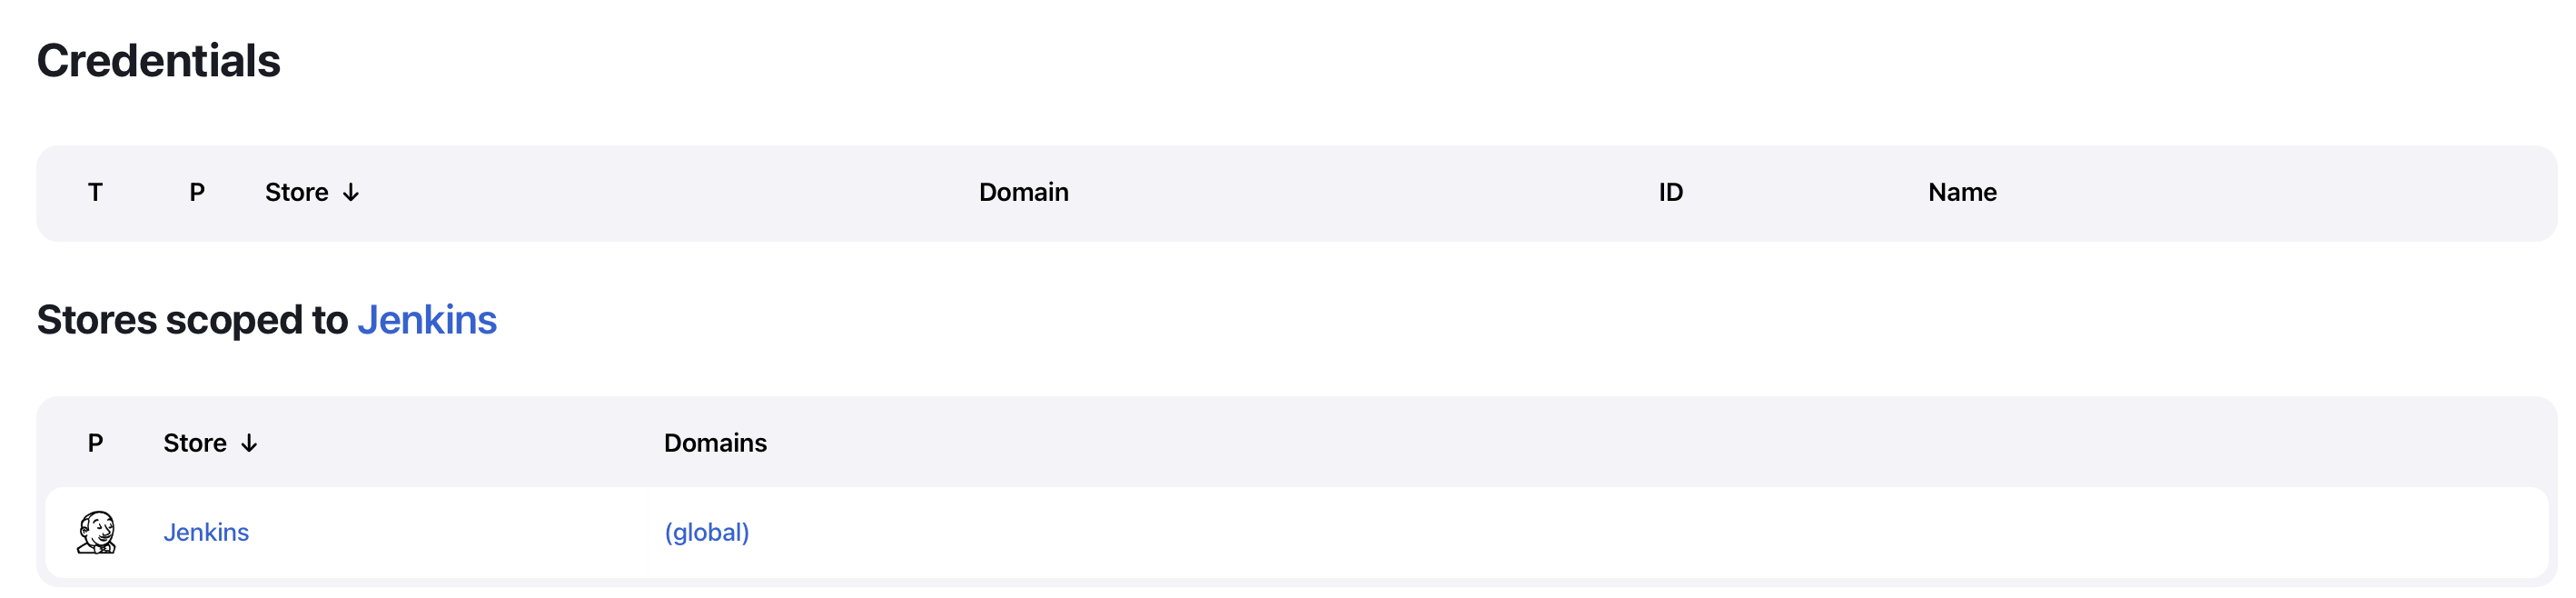 Credentials
T P Store ↓ Domain ID Name
Stores scoped to Jenkins
P Store ↓ Domains
Jenkins (global)